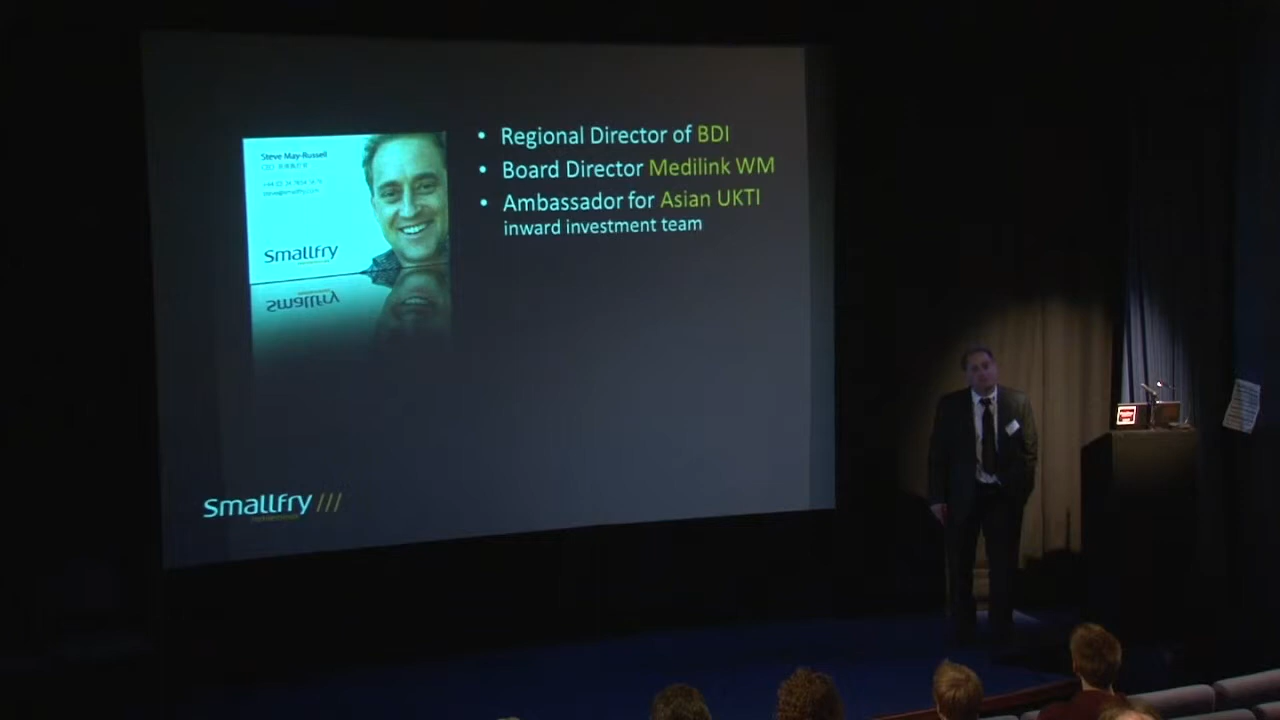 Steve May-Russell
Smallfry
• Regional Director of BDI
• Board Director Medilink WM
• Ambassador for Asian UKTI
inward investment team
Smallfry ///